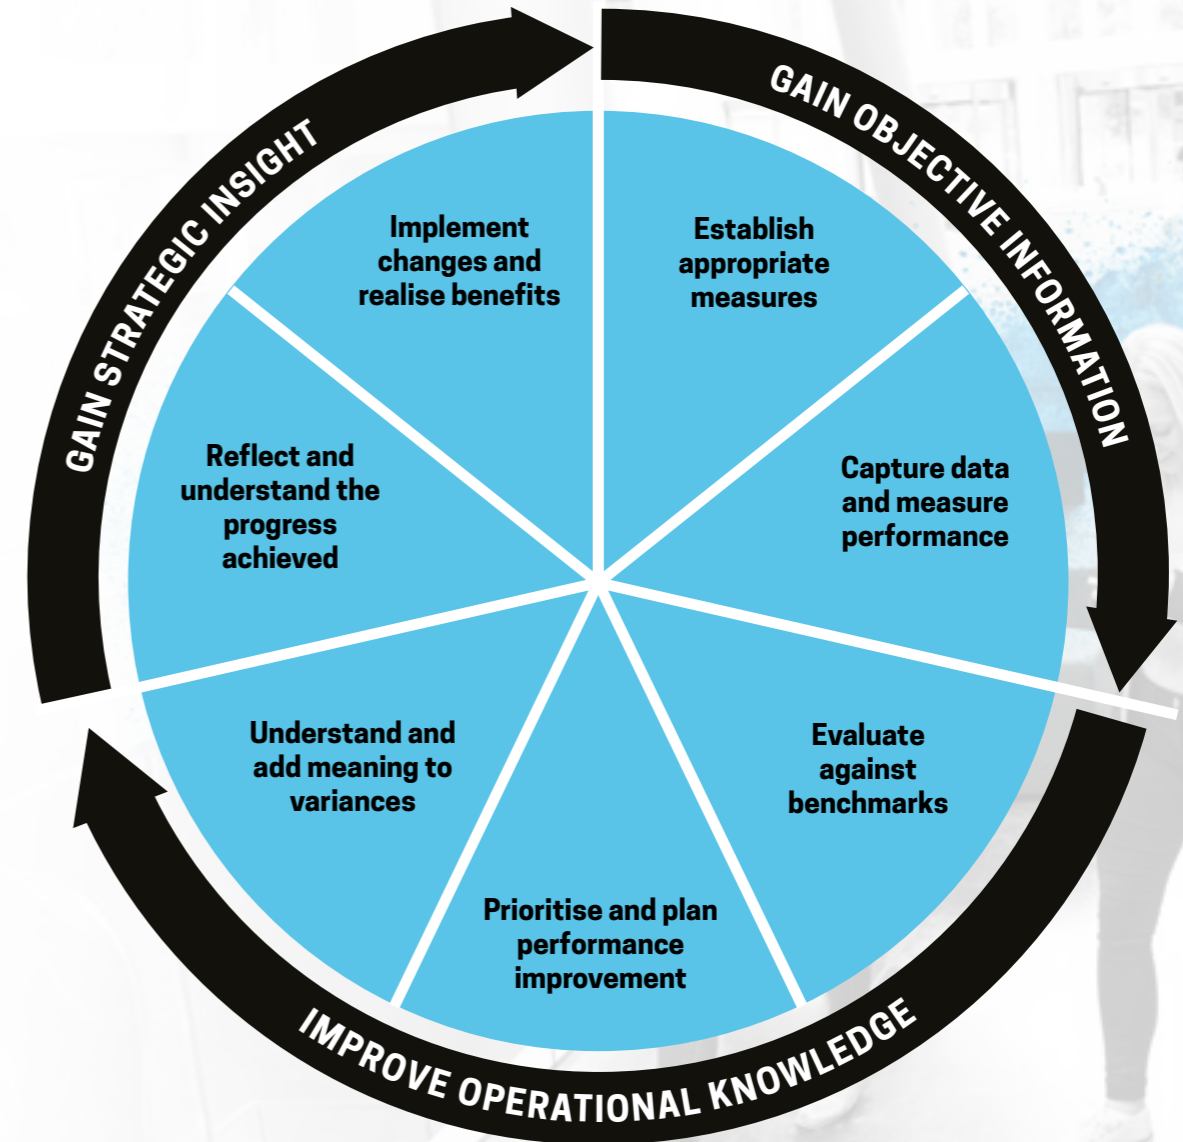 GAIN OBJECTIVE INFORMATION
Establish
appropriate
measures
Capture data
and measure
performance
Evaluate
against
benchmarks
Prioritise and plan
performance
improvement
IMPROVE OPERATIONAL KNOWLEDGE
Understand and
add meaning to
variances
Reflect and
understand the
progress
achieved
Implement
changes and
realise benefits
GAIN STRATEGIC INSIGHT